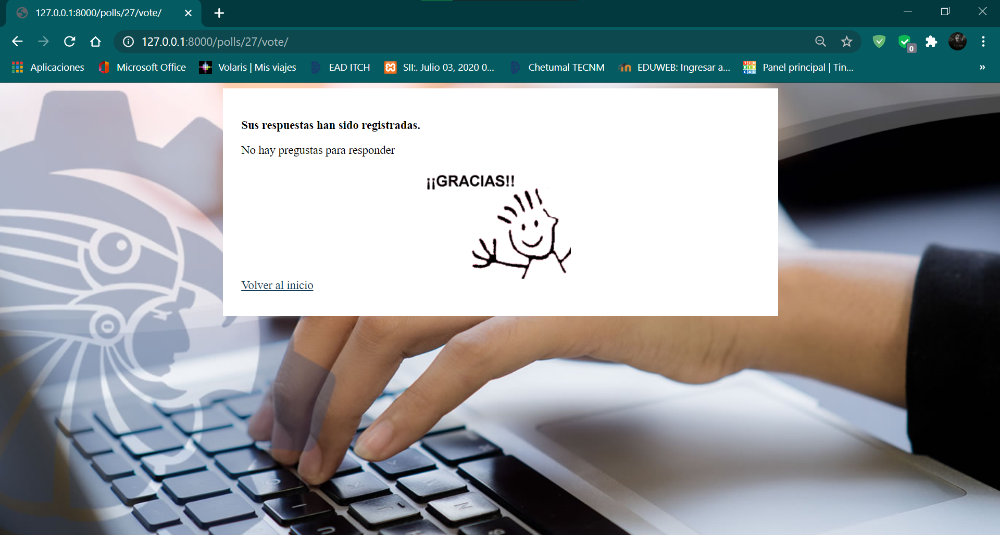 127.0.0.1:8000/polls/27/vote/
127.0.0.1:8000/polls/27/vote/
0
Aplicaciones
Microsoft Office
Volaris | Mis viajes
EAD ITCH
SII:. Julio 03, 2020 0...
Chetumal TECNM
EDUWEB: Ingresar a...
TINKERCAD
Panel principal | Tin...
»
Sus respuestas han sido registradas.
No hay pregustas para responder
¡¡GRACIAS!!
Volver al inicio